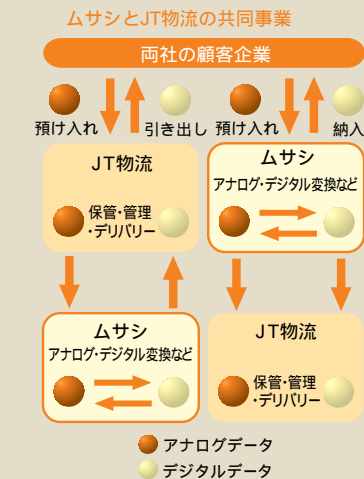 ムサシとJT物流の共同事業
両社の顧客企業
預け入れ
引き出し
預け入れ
納入
JT物流
保管・管理
・デリバリー
ムサシ
アナログ・デジタル変換など
ムサシ
アナログ・デジタル変換など
JT物流
保管・管理
・デリバリー
アナログデータ
デジタルデータ